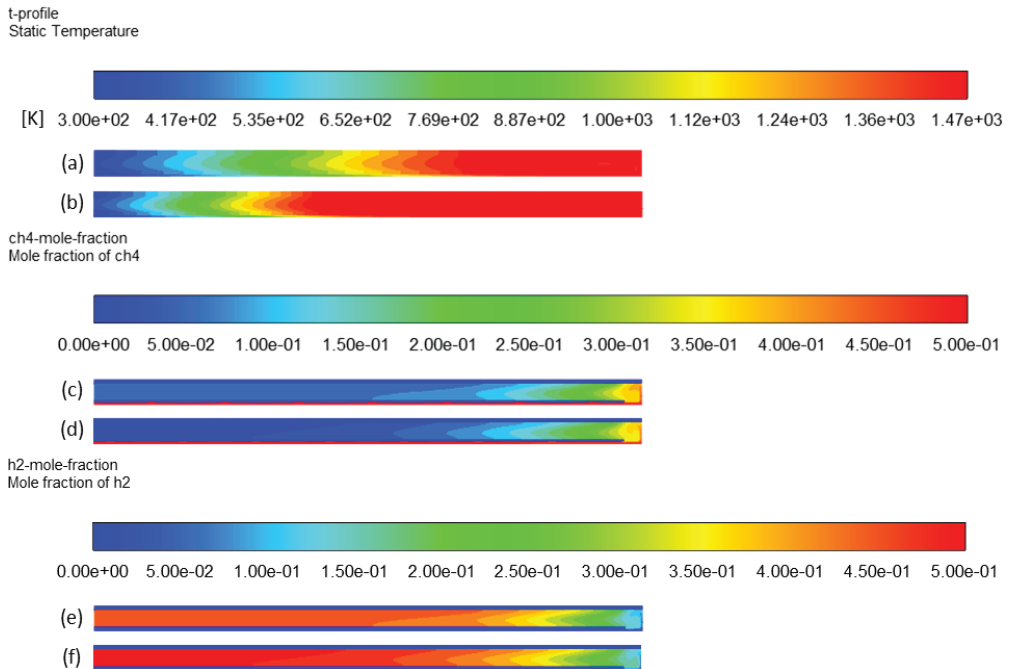 t-profile
Static Temperature
[K] 3.00e+02 4.17e+02 5.35e+02 6.52e+02 7.69e+02 8.87e+02 1.00e+03 1.12e+03 1.24e+03 1.36e+03 1.47e+03
(a)
(b)
ch4-mole-fraction
Mole fraction of ch4
0.00e+00 5.00e-02 1.00e-01 1.50e-01 2.00e-01 2.50e-01 3.00e-01 3.50e-01 4.00e-01 4.50e-01 5.00e-01
(c)
(d)
h2-mole-fraction
Mole fraction of h2
0.00e+00 5.00e-02 1.00e-01 1.50e-01 2.00e-01 2.50e-01 3.00e-01 3.50e-01 4.00e-01 4.50e-01 5.00e-01
(e)
(f)